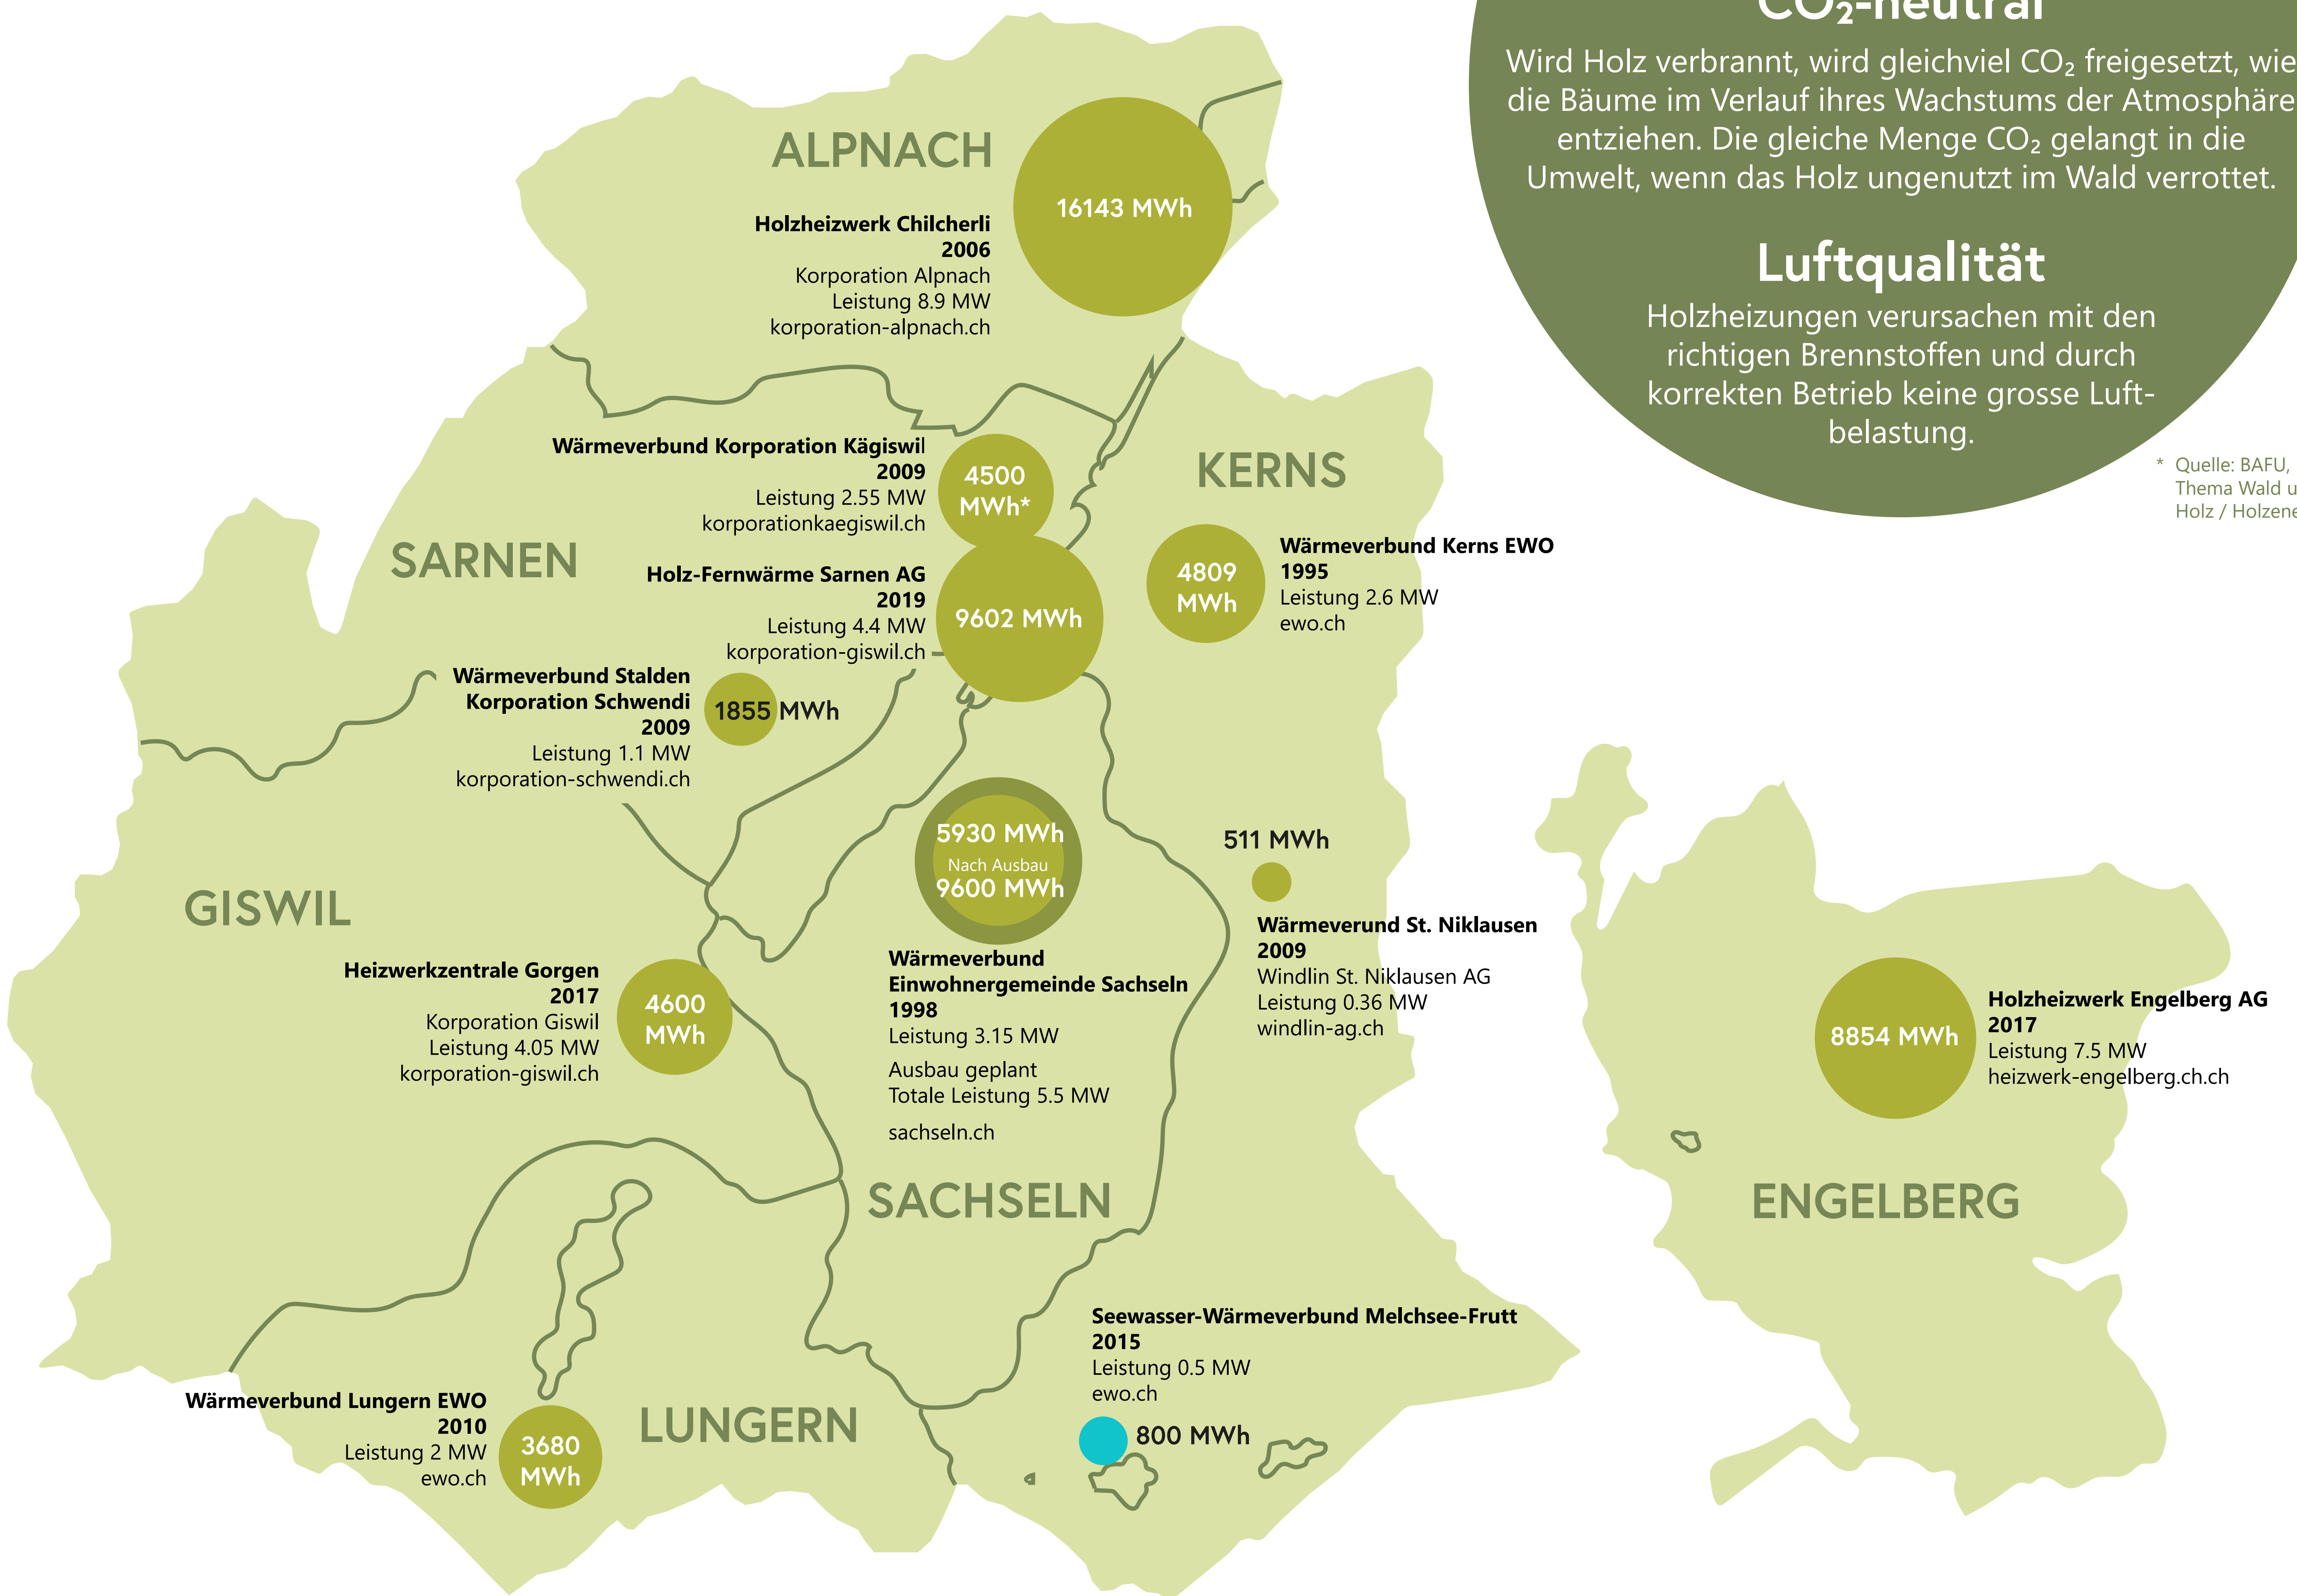 CO₂-neutral
Wird Holz verbrannt, wird gleichviel CO₂ freigesetzt, wie
die Bäume im Verlauf ihres Wachstums der Atmosphäre
entziehen. Die gleiche Menge CO₂ gelangt in die
Umwelt, wenn das Holz ungenutzt im Wald verrottet.
Luftqualität
Holzheizungen verursachen mit den
richtigen Brennstoffen und durch
korrekten Betrieb keine grosse Luft-
belastung.
* Quelle: BAFU,
Thema Wald
Holz /
ALPNACH
16143 MWh
Holzheizwerk Chilcherli
2006
Korporation Alpnach
Leistung 8.9 MW
korporation-alpnach.ch
Wärmeverbund Korporation Kägiswil
2009
Leistung 2.55 MW
korporationkaegiswil.ch
4500
MWh*
KERNS
SARNEN
Holz-Fernwärme Sarnen AG
2019
Leistung 4.4 MW
korporation-giswil.ch
9602 MWh
4809
MWh
Wärmeverbund Kerns EWO
1995
Leistung 2.6 MW
ewo.ch
Wärmeverbund Stalden
Korporation Schwendi
2009
Leistung 1.1 MW
korporation-schwendi.ch
1855 MWh
5930 MWh
Nach Ausbau
9600 MWh
Wärmeverbund
Einwohnergemeinde Sachseln
1998
Leistung 3.15 MW
Ausbau geplant
Totale Leistung 5.5 MW
sachseln.ch
511 MWh
Wärmeverund St. Niklausen
2009
Windlin St. Niklausen AG
Leistung 0.36 MW
windlin-ag.ch
GISWIL
Heizwerkzentrale Gorgen
2017
Korporation Giswil
Leistung 4.05 MW
korporation-giswil.ch
4600
MWh
8854 MWh
Holzheizwerk Engelberg AG
2017
Leistung 7.5 MW
heizwerk-engelberg.ch.ch
SACHSELN
ENGELBERG
Seewasser-Wärmeverbund Melchsee-Frutt
2015
Leistung 0.5 MW
ewo.ch
800 MWh
Wärmeverbund Lungern EWO
2010
Leistung 2 MW
ewo.ch
3680
MWh
LUNGERN